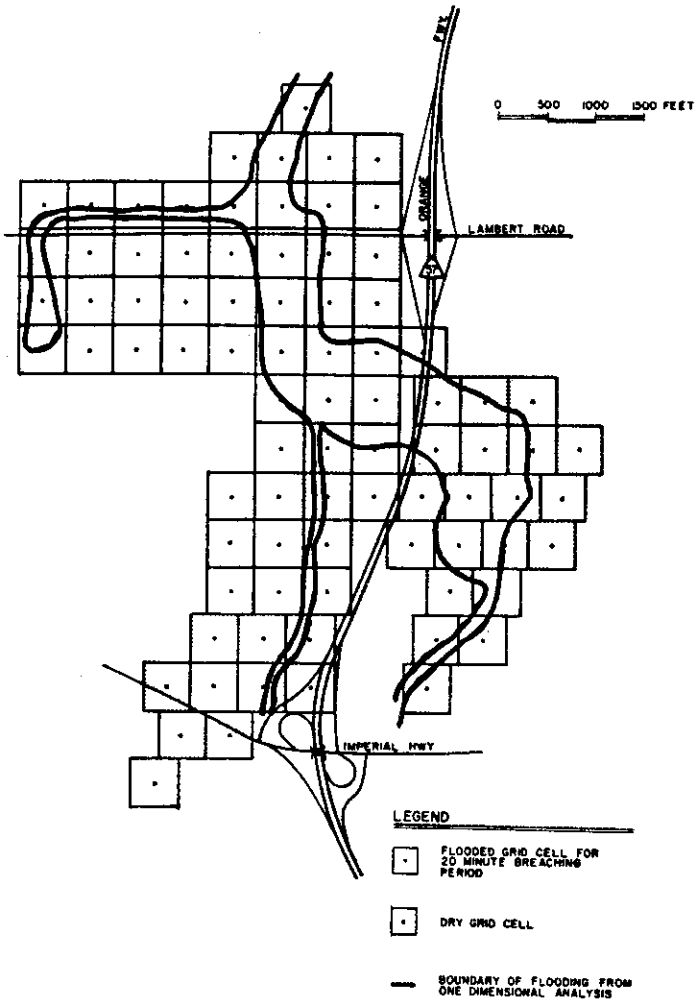 FWY
0 500 1000 1500 FEET
ORANGE
LAMBERT ROAD
57
IMPERIAL HWY
LEGEND
FLOODED GRID CELL FOR
20 MINUTE BREACHING
PERIOD
DRY GRID CELL
BOUNDARY OF FLOODING FROM
ONE DIMENSIONAL ANALYSIS